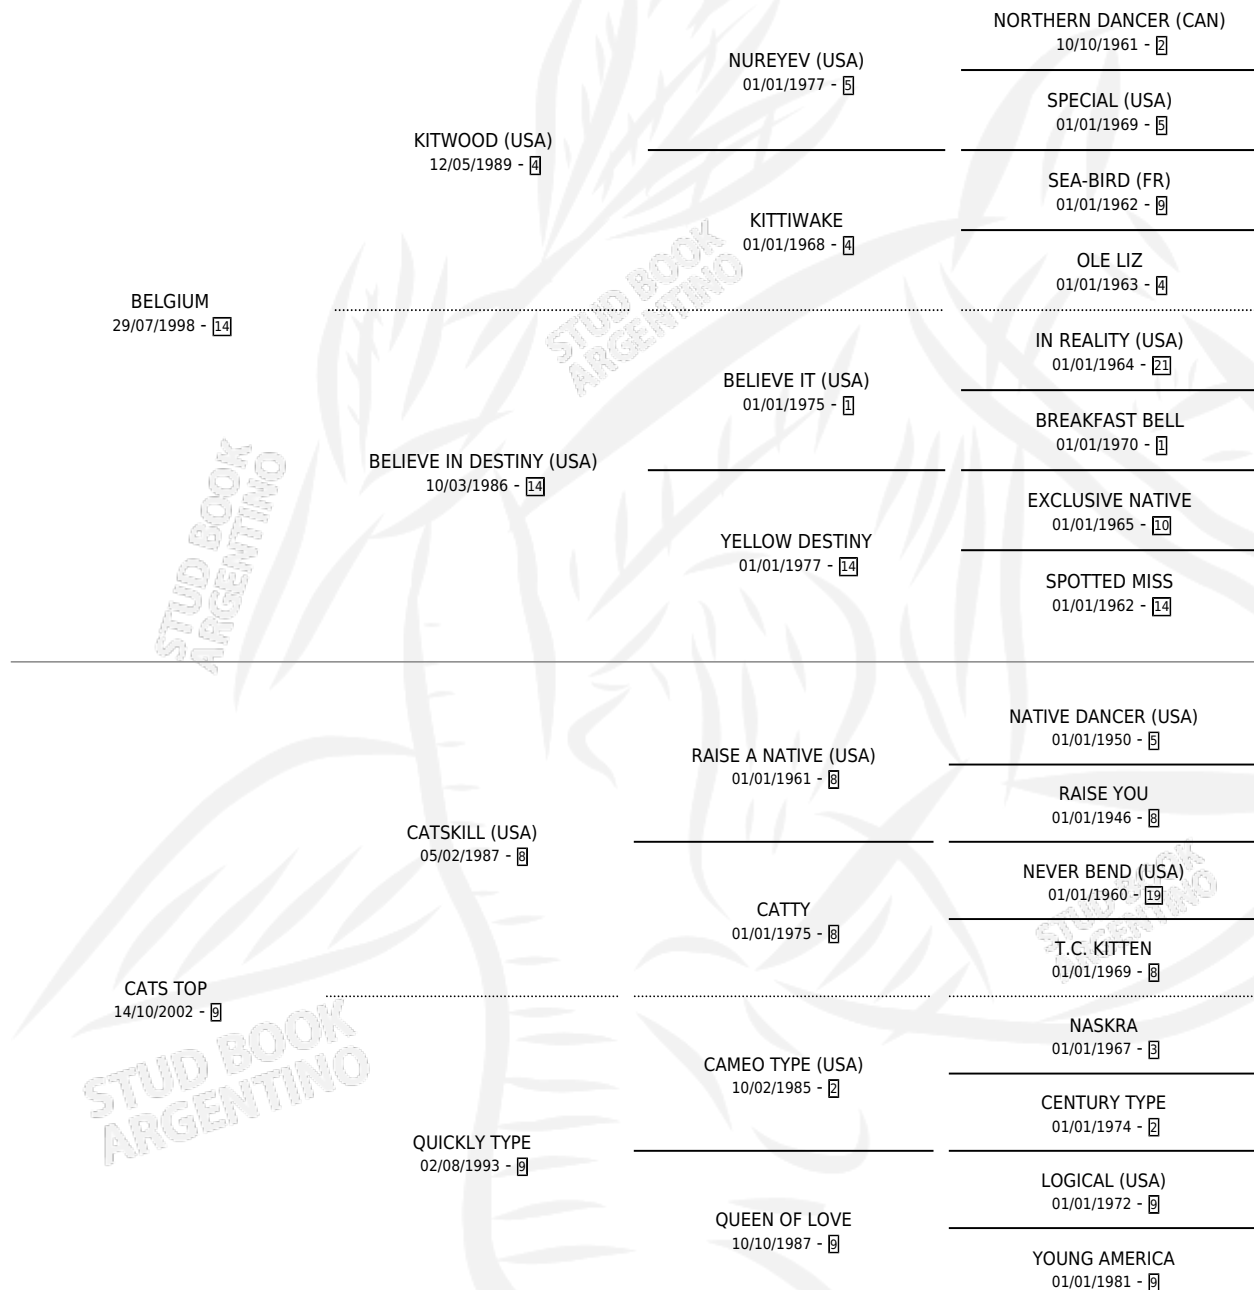 NORTHERN DANCER (CAN)
10/10/1961 - 2
NUREYEV (USA)
01/01/1977 - 5
SPECIAL (USA)
01/01/1969 - 5
KITWOOD (USA)
12/05/1989 - 4
SEA-BIRD (FR)
01/01/1962 - 9
KITTIWAKE
01/01/1968 - 4
OLE LIZ
01/01/1963 - 4
BELGIUM
29/07/1998 - 14
IN REALITY (USA)
01/01/1964 - 21
BELIEVE IT (USA)
01/01/1975 - 1
BREAKFAST BELL
01/01/1970 - 1
BELIEVE IN DESTINY (USA)
10/03/1986 - 14
EXCLUSIVE NATIVE
01/01/1965 - 10
YELLOW DESTINY
01/01/1977 - 14
SPOTTED MISS
01/01/1962 - 14
STUD BOOK
ARGENTINO
STUD BOOK
ARGENTINO
NATIVE DANCER (USA)
01/01/1950 - 5
RAISE A NATIVE (USA)
01/01/1961 - 8
RAISE YOU
01/01/1946 - 8
CATSKILL (USA)
05/02/1987 - 8
NEVER BEND (USA)
01/01/1960 - 19
CATTY
01/01/1975 - 8
T.C. KITTEN
01/01/1969 - 8
CATS TOP
14/10/2002 - 9
NASKRA
01/01/1967 - 3
CAMEO TYPE (USA)
10/02/1985 - 2
CENTURY TYPE
01/01/1974 - 2
QUICKLY TYPE
02/08/1993 - 9
LOGICAL (USA)
01/01/1972 - 9
QUEEN OF LOVE
10/10/1987 - 9
YOUNG AMERICA
01/01/1981 - 9
STUD BOOK
ARGENTINO
STUD BOOK
ARGENTINO